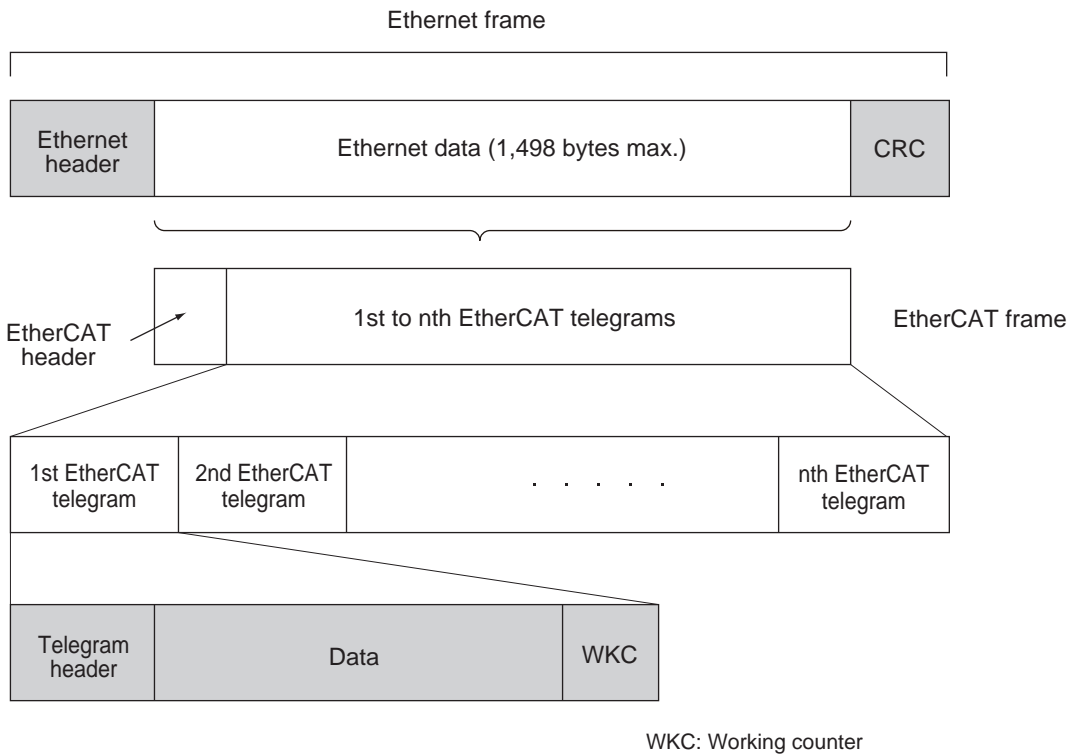 Ethernet frame
Ethernet
header
Ethernet data (1,498 bytes max.)
CRC
EtherCAT
header
1st to nth EtherCAT telegrams
EtherCAT frame
1st EtherCAT
telegram
2nd EtherCAT
telegram
. . . . .
nth EtherCAT
telegram
Telegram
header
Data
WKC
WKC: Working counter